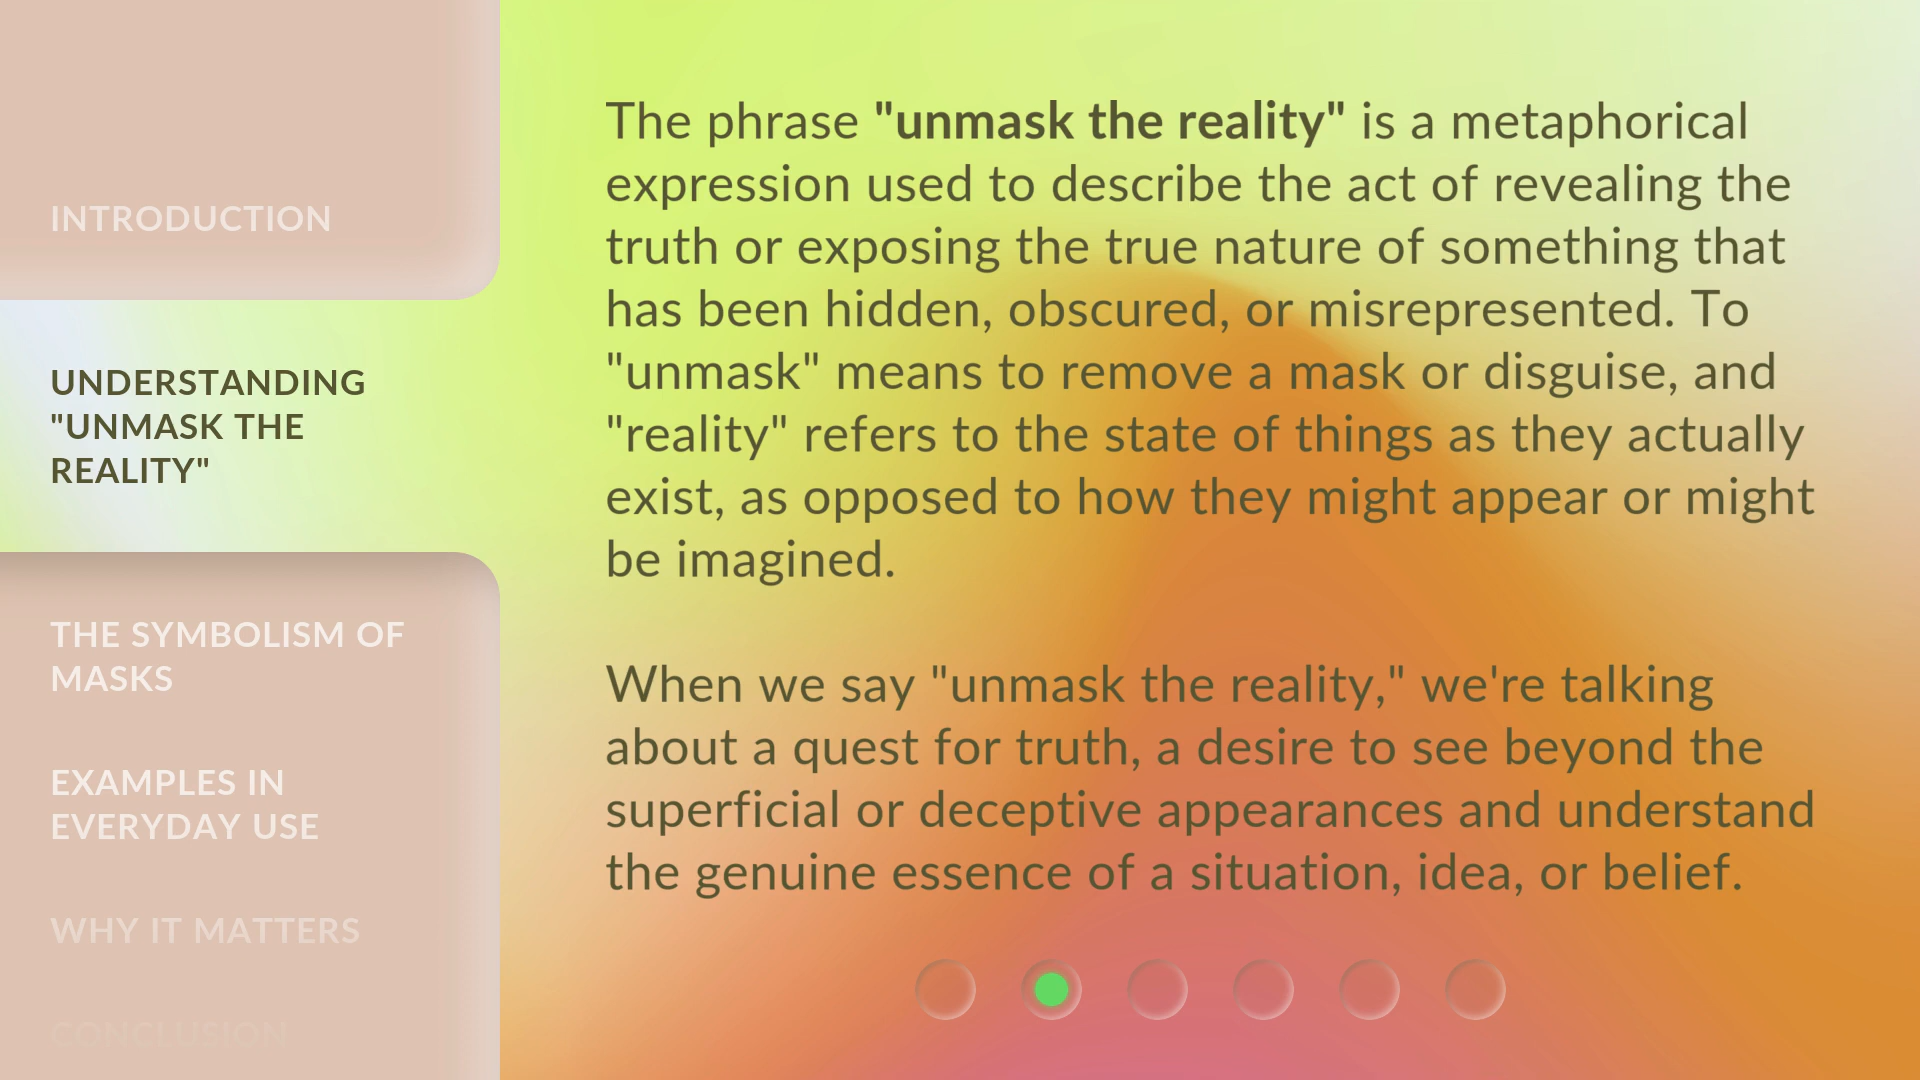 INTRODUCTION
UNDERSTANDING
"UNMASK THE
REALITY"
THE SYMBOLISM OF
MASKS
EXAMPLES IN
EVERYDAY USE
WHY IT MATTERS
CONCLUSION
The phrase "unmask the reality" is a metaphorical
expression used to describe the act of revealing the
truth or exposing the true nature of something that
has been hidden, obscured, or misrepresented. To
"unmask" means to remove a mask or disguise, and
"reality" refers to the state of things as they actually
exist, as opposed to how they might appear or might
be imagined.
When we say "unmask the reality," we're talking
about a quest for truth, a desire to see beyond the
superficial or deceptive appearances and understand
the genuine essence of a situation, idea, or belief.